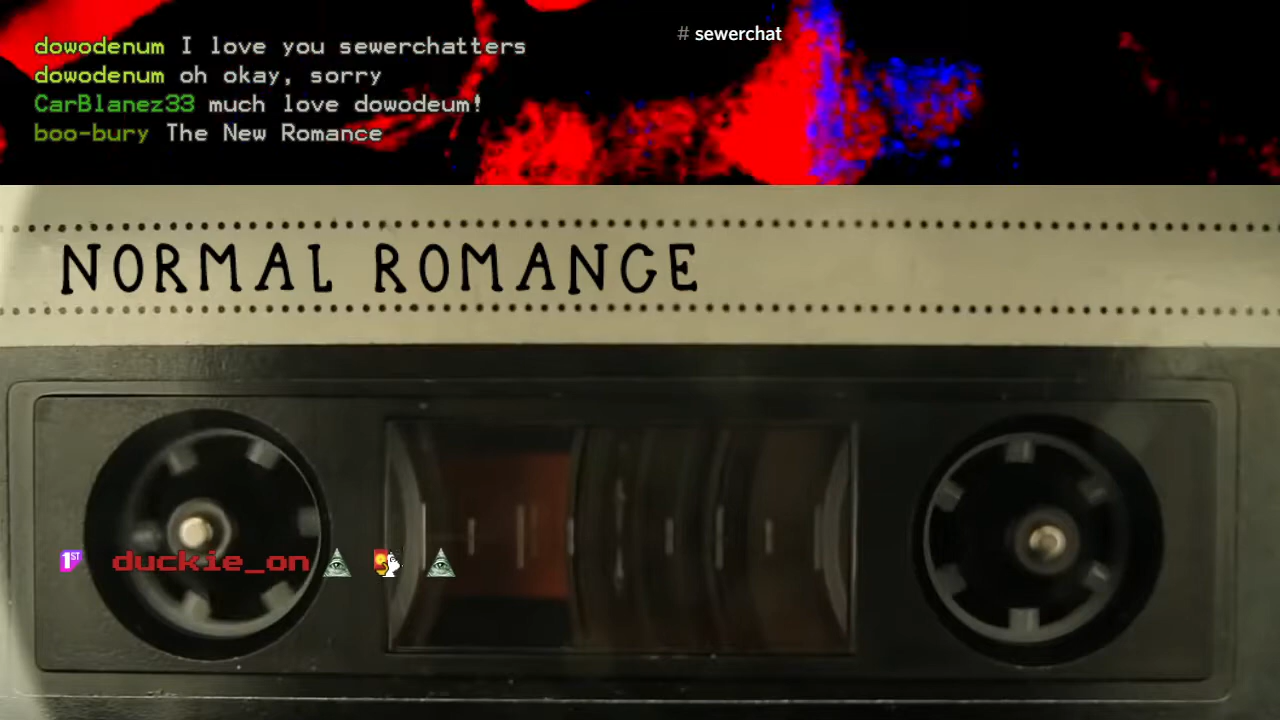 # sewerchat
dowodenum I love you sewerchatters
dowodenum oh okay, sorry
CarBlanez33 much love dowodeum!
boo-bury The New Romance
NORMAL ROMANCE
1ST duckie_on